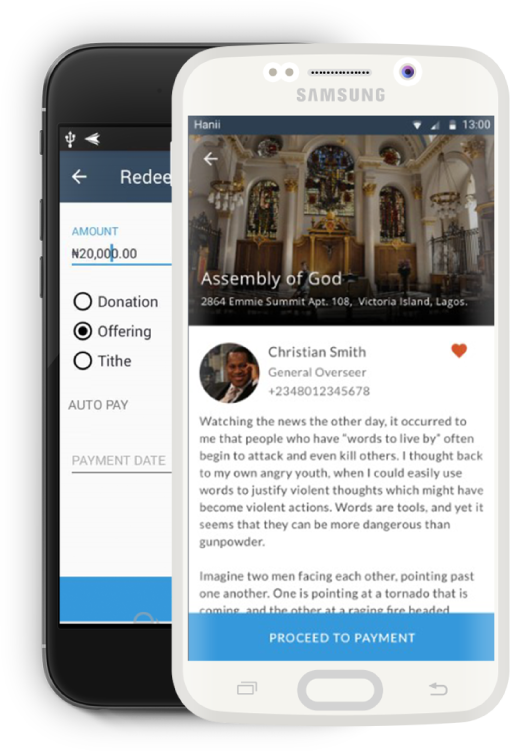 Redee
AMOUNT
₦20,000.00
Donation
Offering
Tithe
AUTO PAY
PAYMENT DATE
SAMSUNG
Hanii
13:00
Assembly of God
2864 Emmie Summit Apt. 108, Victoria Island, Lagos.
Christian Smith
General Overseer
+2348012345678
Watching the news the other day, it occurred to
me that people who have "words to live by" often
begin to attack and even kill others. I thought back
to my own angry youth, when I could easily use
words to justify violent thoughts which might have
become violent actions. Words are tools, and yet it
seems that they can be more dangerous than
gunpowder.
Imagine two men facing each other, pointing past
one another. One is pointing at a tornado that is
coming, and the other at a raging fire headed
PROCEED TO PAYMENT